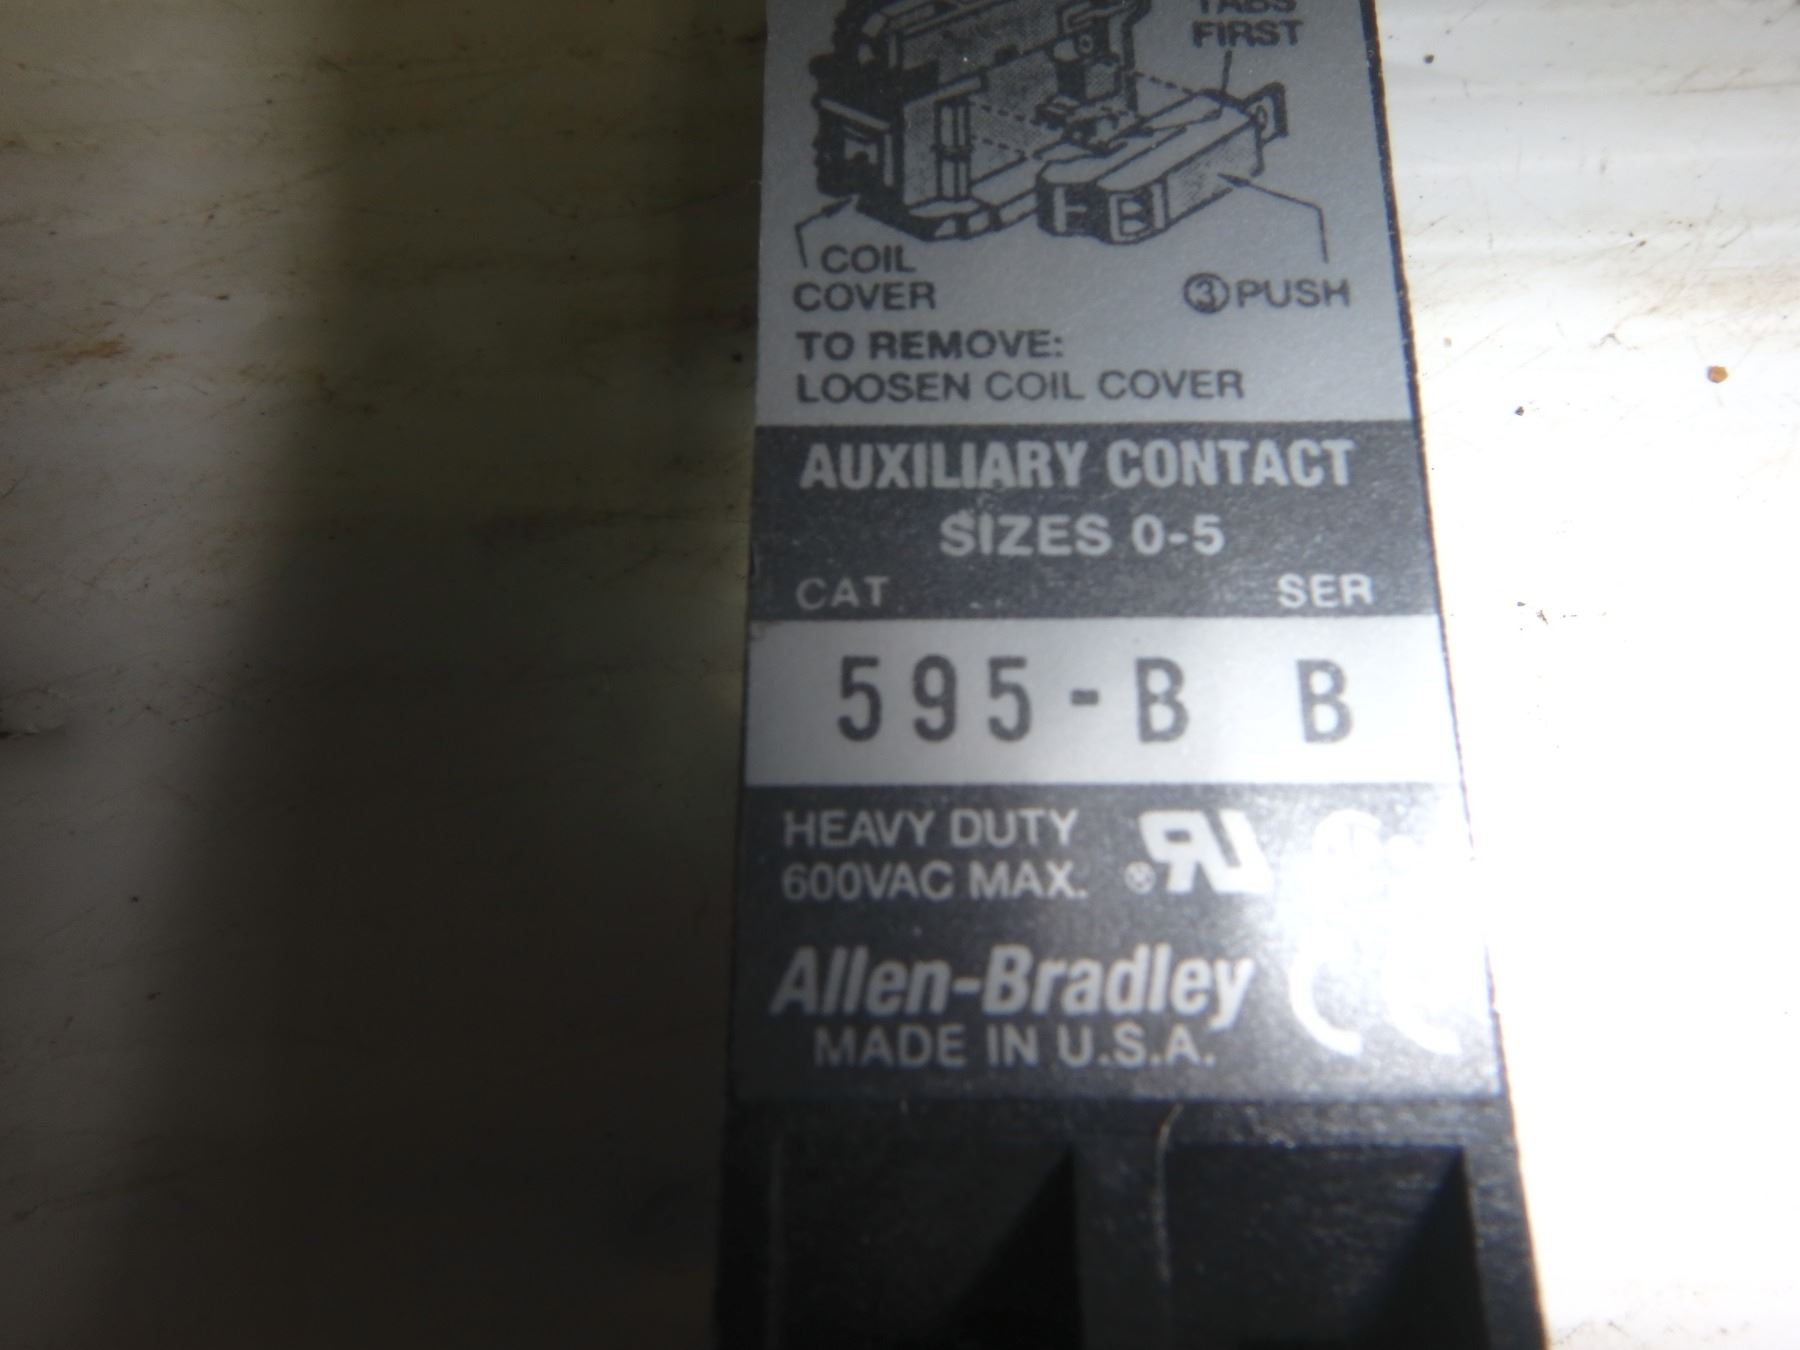 TABS
FIRST
COIL
COVER
③PUSH
TO REMOVE:
LOOSEN COIL COVER
AUXILIARY CONTACT
SIZES 0-5
CAT SER
595-B B
HEAVY DUTY
600VAC MAX.
Allen-Bradley
MADE IN U.S.A.